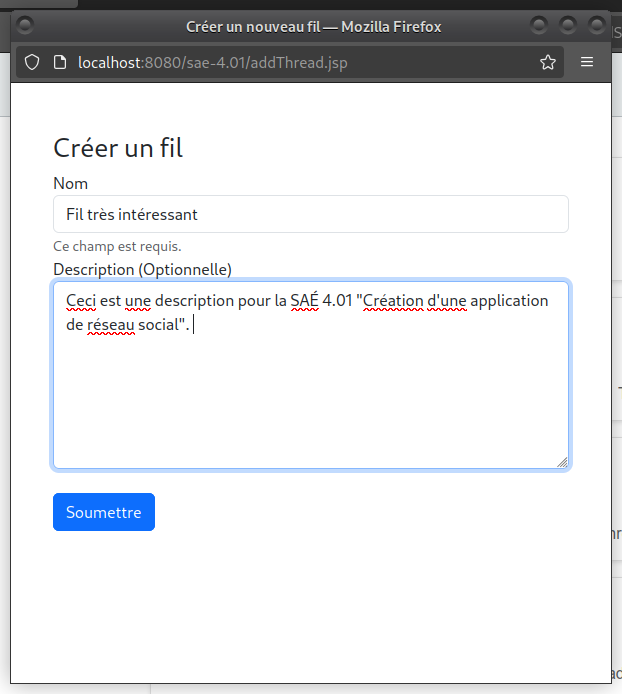 Créer un nouveau fil — Mozilla Firefox
localhost:8080/sae-4.01/addThread.jsp
Créer un fil
Nom
Fil très intéressant
Ce champ est requis.
Description (Optionnelle)
Ceci est une description pour la SAÉ 4.01 "Création d'une application
de réseau social".
Soumettre